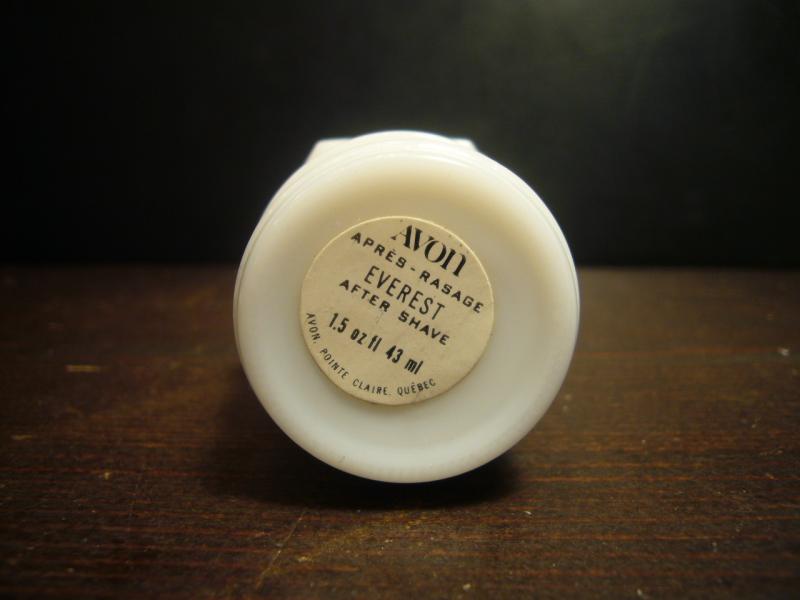 AVON
APRÈS-RASAGE
EVEREST
AFTER SHAVE
1.5 oz fl 43 ml
AVON, POINTE CLAIRE, QUÉBEC